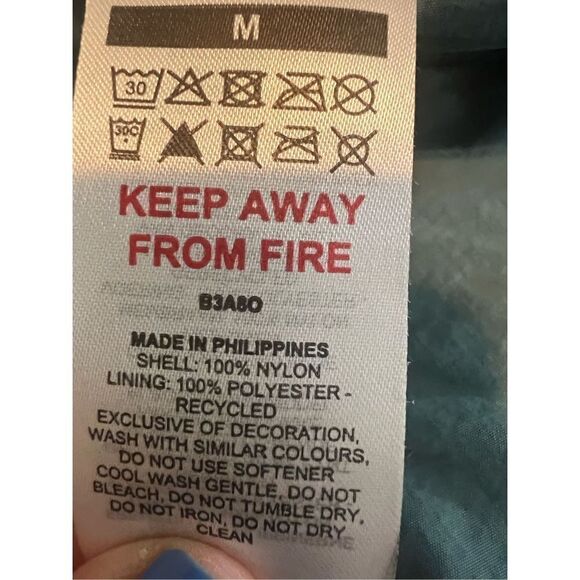 M
30
30C
KEEP AWAY
FROM FIRE
B3A8O
MADE IN PHILIPPINES
SHELL: 100% NYLON
LINING: 100% POLYESTER -
RECYCLED
EXCLUSIVE OF DECORATION,
WASH WITH SIMILAR COLOURS,
DO NOT USE SOFTENER
COOL WASH GENTLE, DO NOT
BLEACH, DO NOT TUMBLE DRY,
DO NOT IRON, DO NOT DRY
CLEAN